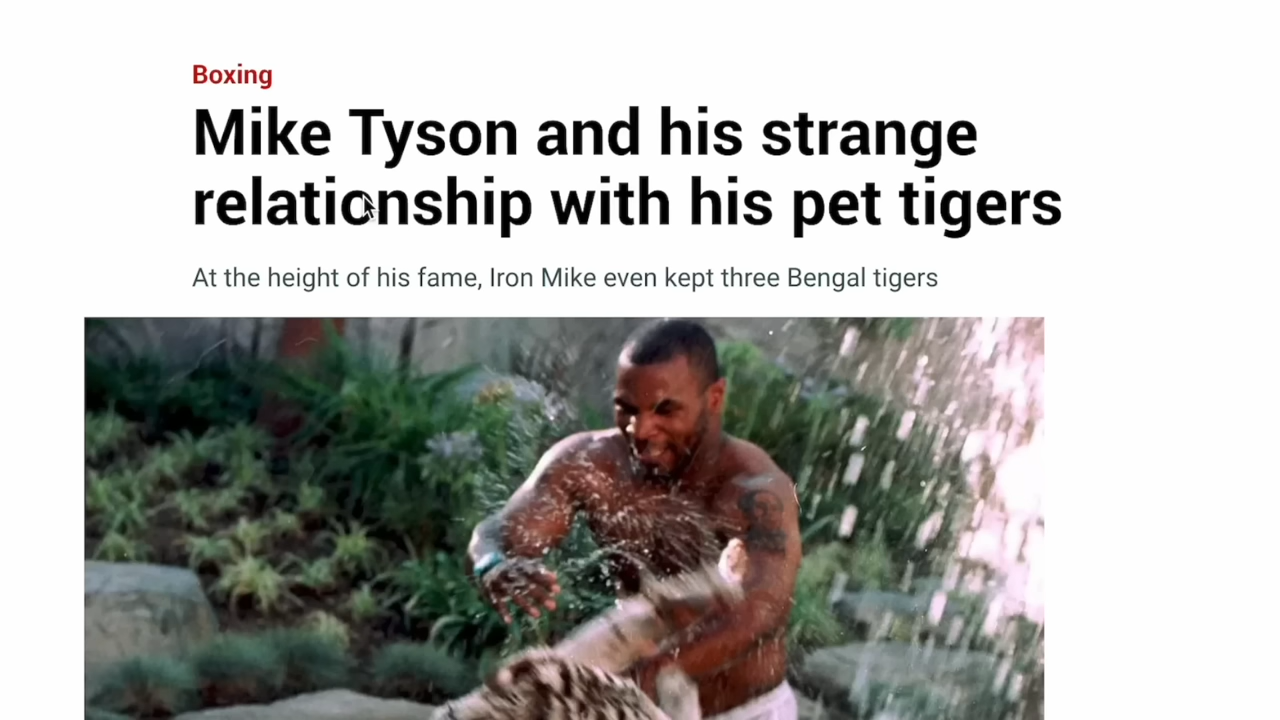 Boxing
Mike Tyson and his strange
relationship with his pet tigers
At the height of his fame, Iron Mike even kept three Bengal tigers